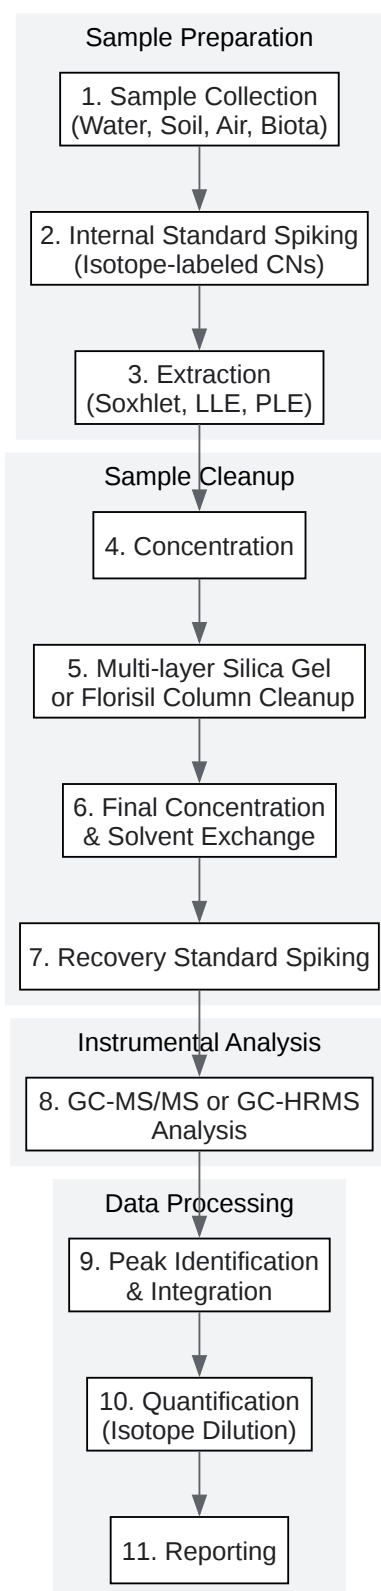 Sample Preparation
1. Sample Collection
(Water, Soil, Air, Biota)
2. Internal Standard Spiking
(Isotope-labeled CNs)
3. Extraction
(Soxhlet, LLE, PLE)
Sample Cleanup
4. Concentration
5. Multi-layer Silica Gel
or Florisil Column Cleanup
6. Final Concentration
& Solvent Exchange
7. Recovery Standard Spiking
Instrumental Analysis
8. GC-MS/MS or GC-HRMS
Analysis
Data Processing
9. Peak Identification
& Integration
10. Quantification
(Isotope Dilution)
11. Reporting